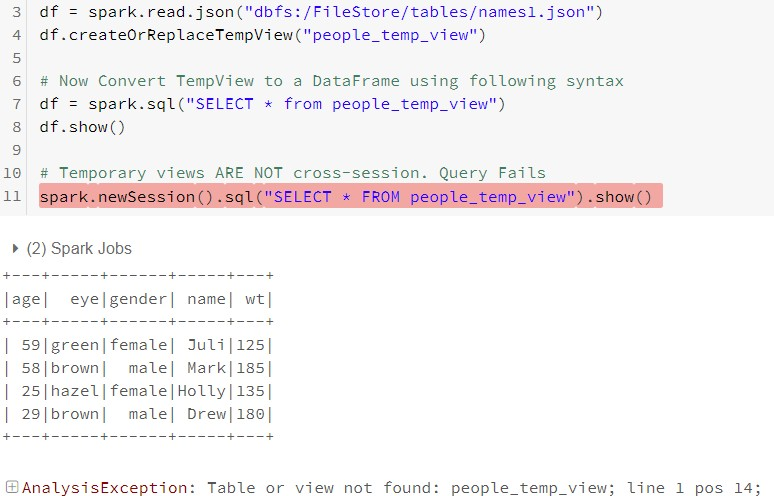 3 df = spark.read.json("dbfs:/FileStore/tables/names1.json")
4 df.createOrReplaceTempView("people_temp_view")
5
6 # Now Convert TempView to a DataFrame using following syntax
7 df = spark.sql("SELECT * from people_temp_view")
8 df.show()
9
10 # Temporary views ARE NOT cross-session. Query Fails
11 spark.newSession().sql("SELECT * FROM people_temp_view").show()
(2) Spark Jobs
+---+-----+------+-----+---+
|age|  eye|gender| name| wt|
+---+-----+------+-----+---+
| 59|green|female| Juli|125|
| 58|brown|  male| Mark|185|
| 25|hazel|female|Holly|135|
| 29|brown|  male| Drew|180|
+---+-----+------+-----+---+
AnalysisException: Table or view not found: people_temp_view; line 1 pos 14;